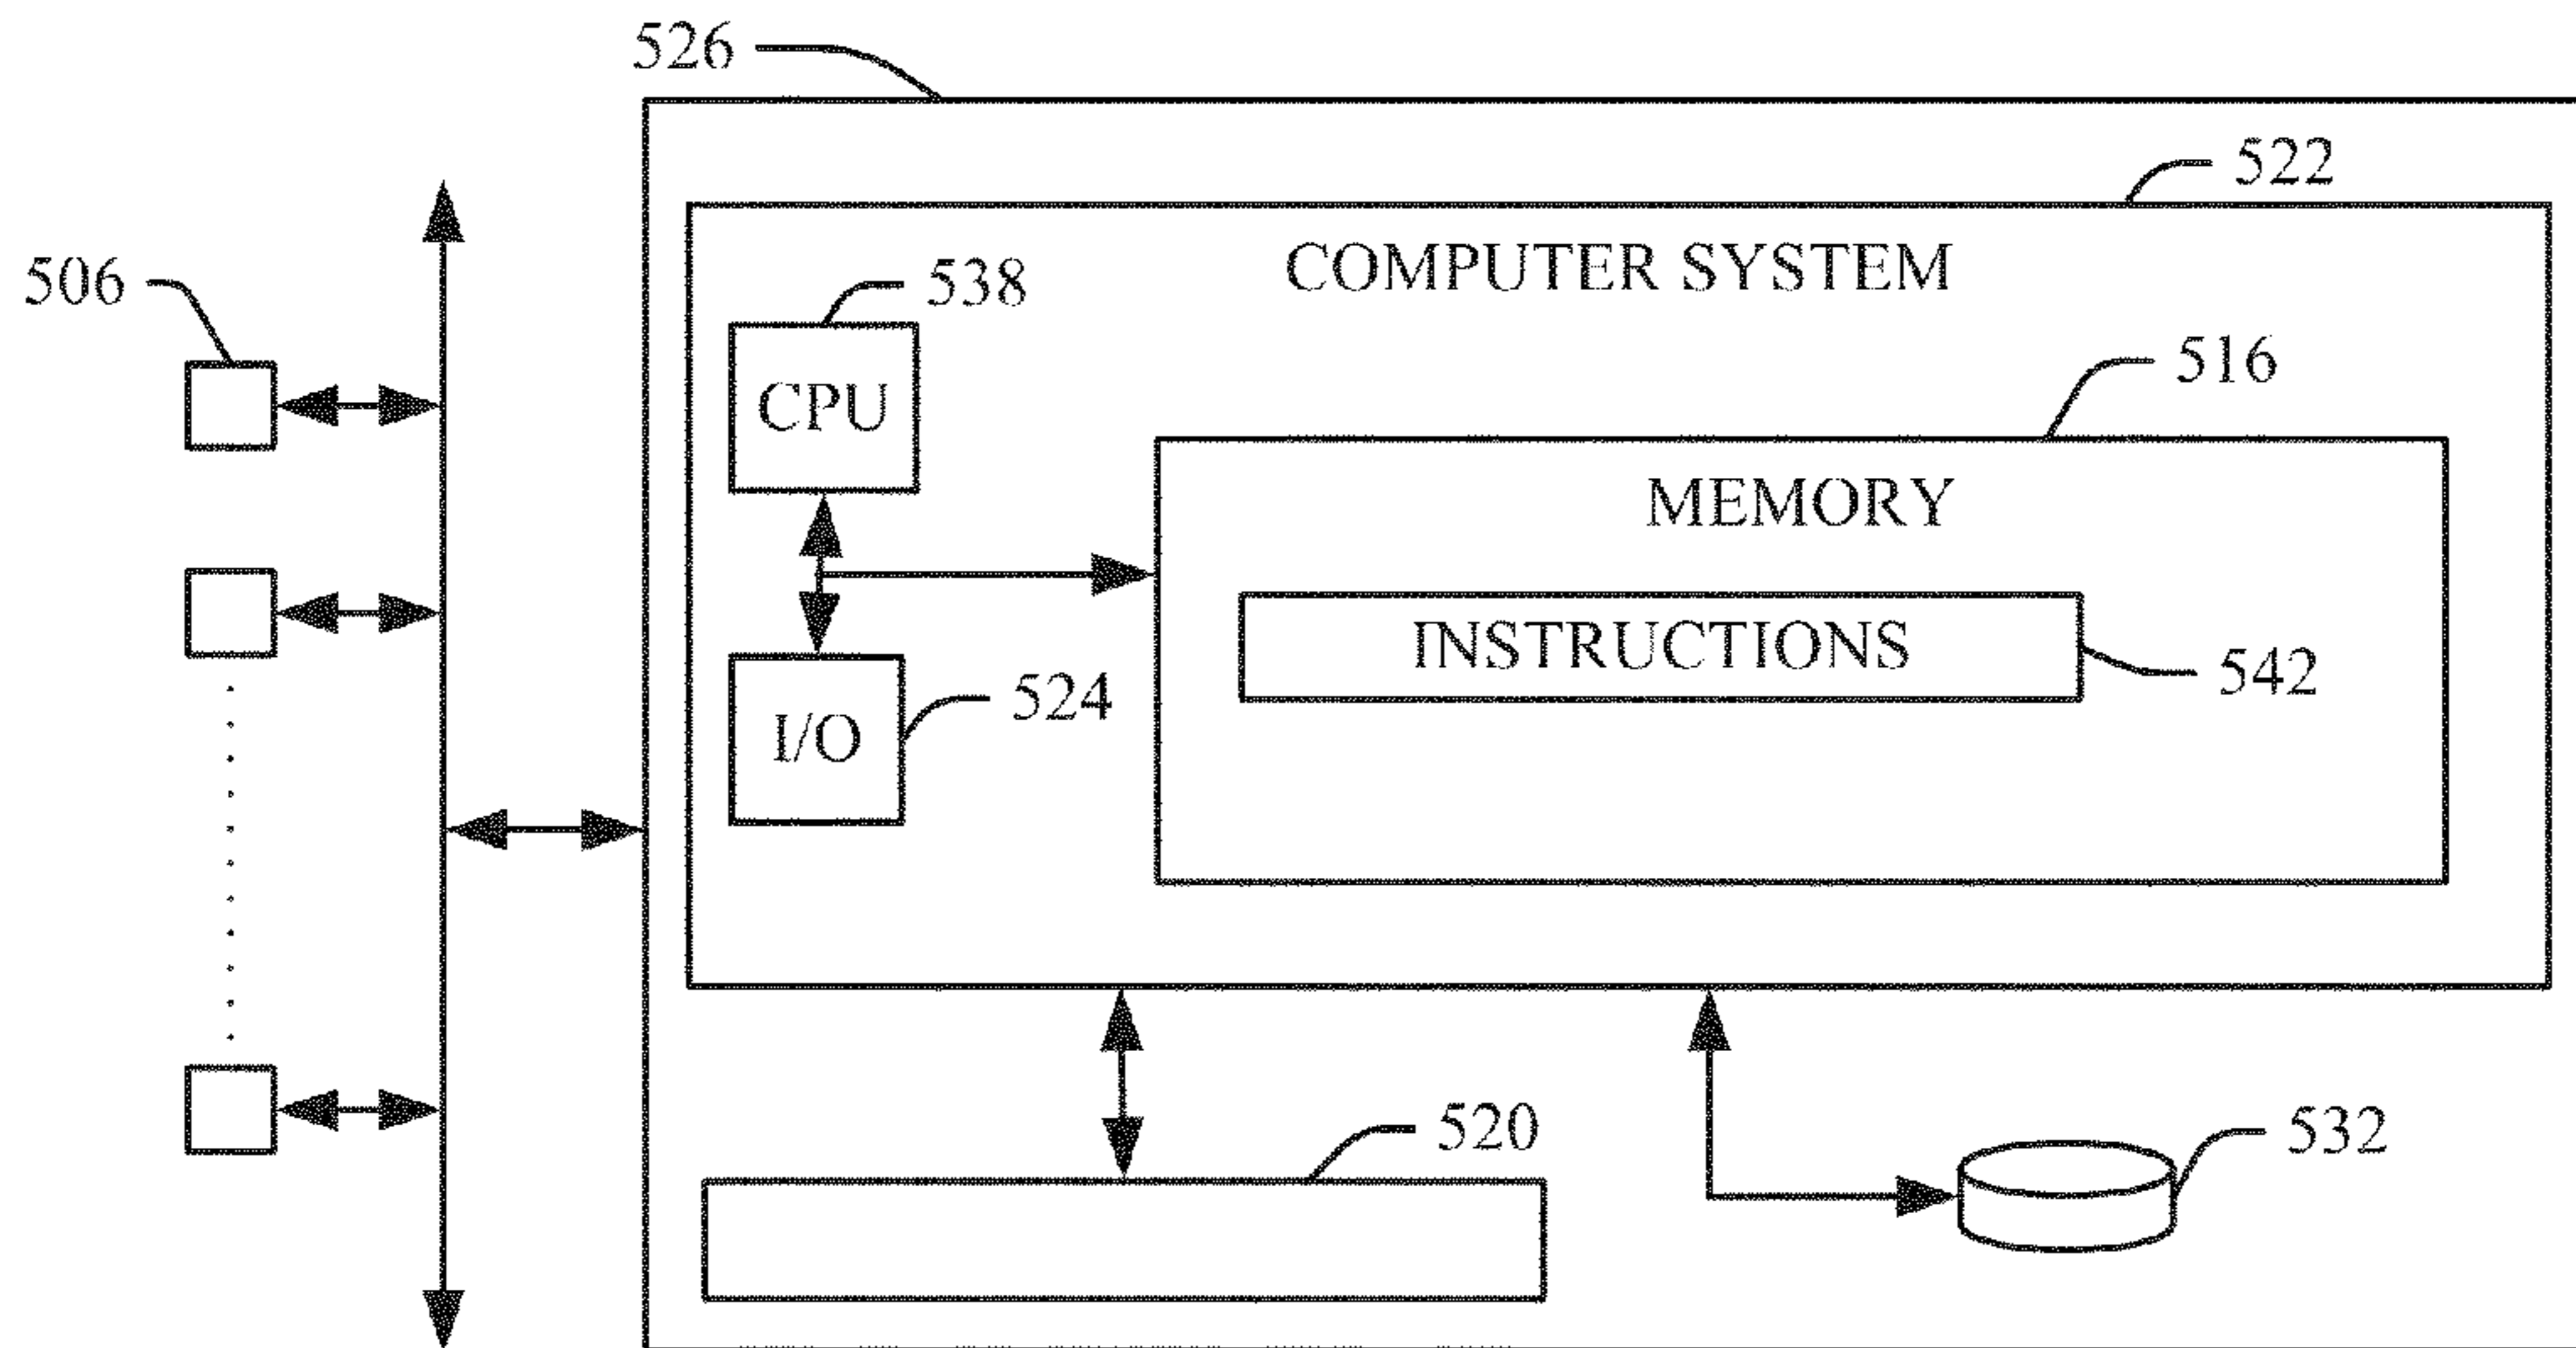 526
522
COMPUTER SYSTEM
506
538
516
CPU
MEMORY
INSTRUCTIONS
542
524
I/O
520
532